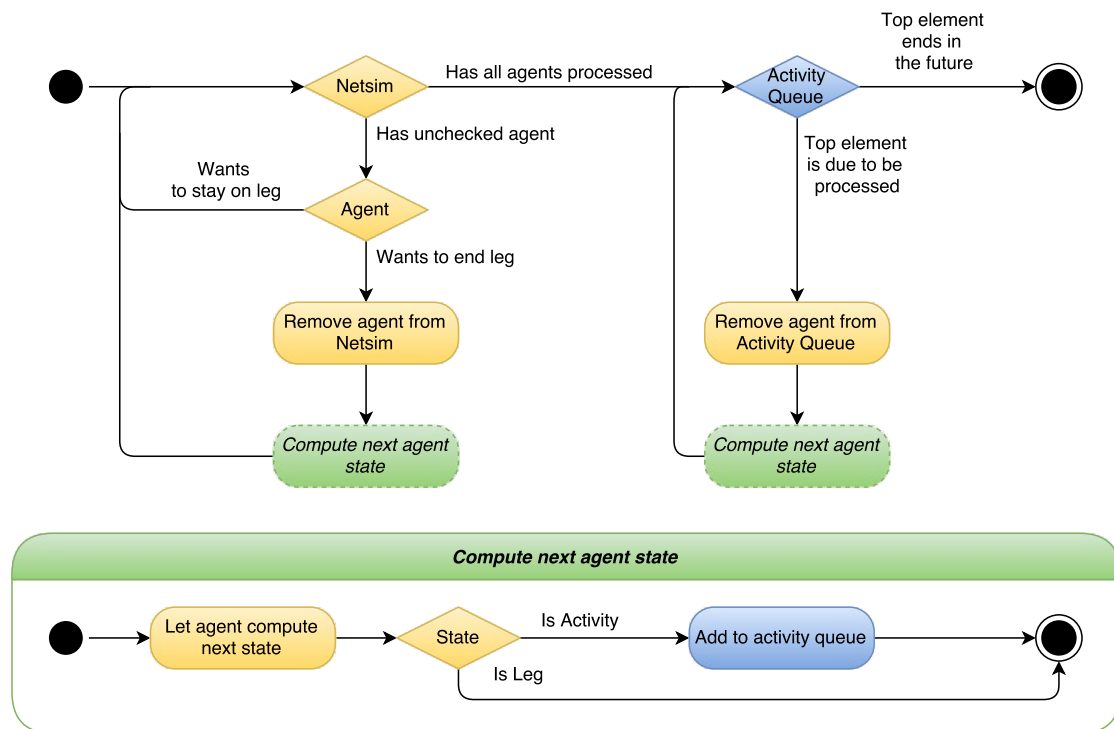 Top element
ends in
the future
Netsim
Has all agents processed
Activity
Queue
Has unchecked agent
Top element
is due to be
processed
Wants
to stay on leg
Agent
Wants to end leg
Remove agent from
Netsim
Remove agent from
Activity Queue
Compute next agent
state
Compute next agent
state
Compute next agent state
Let agent compute
next state
State
Is Activity
Add to activity queue
Is Leg